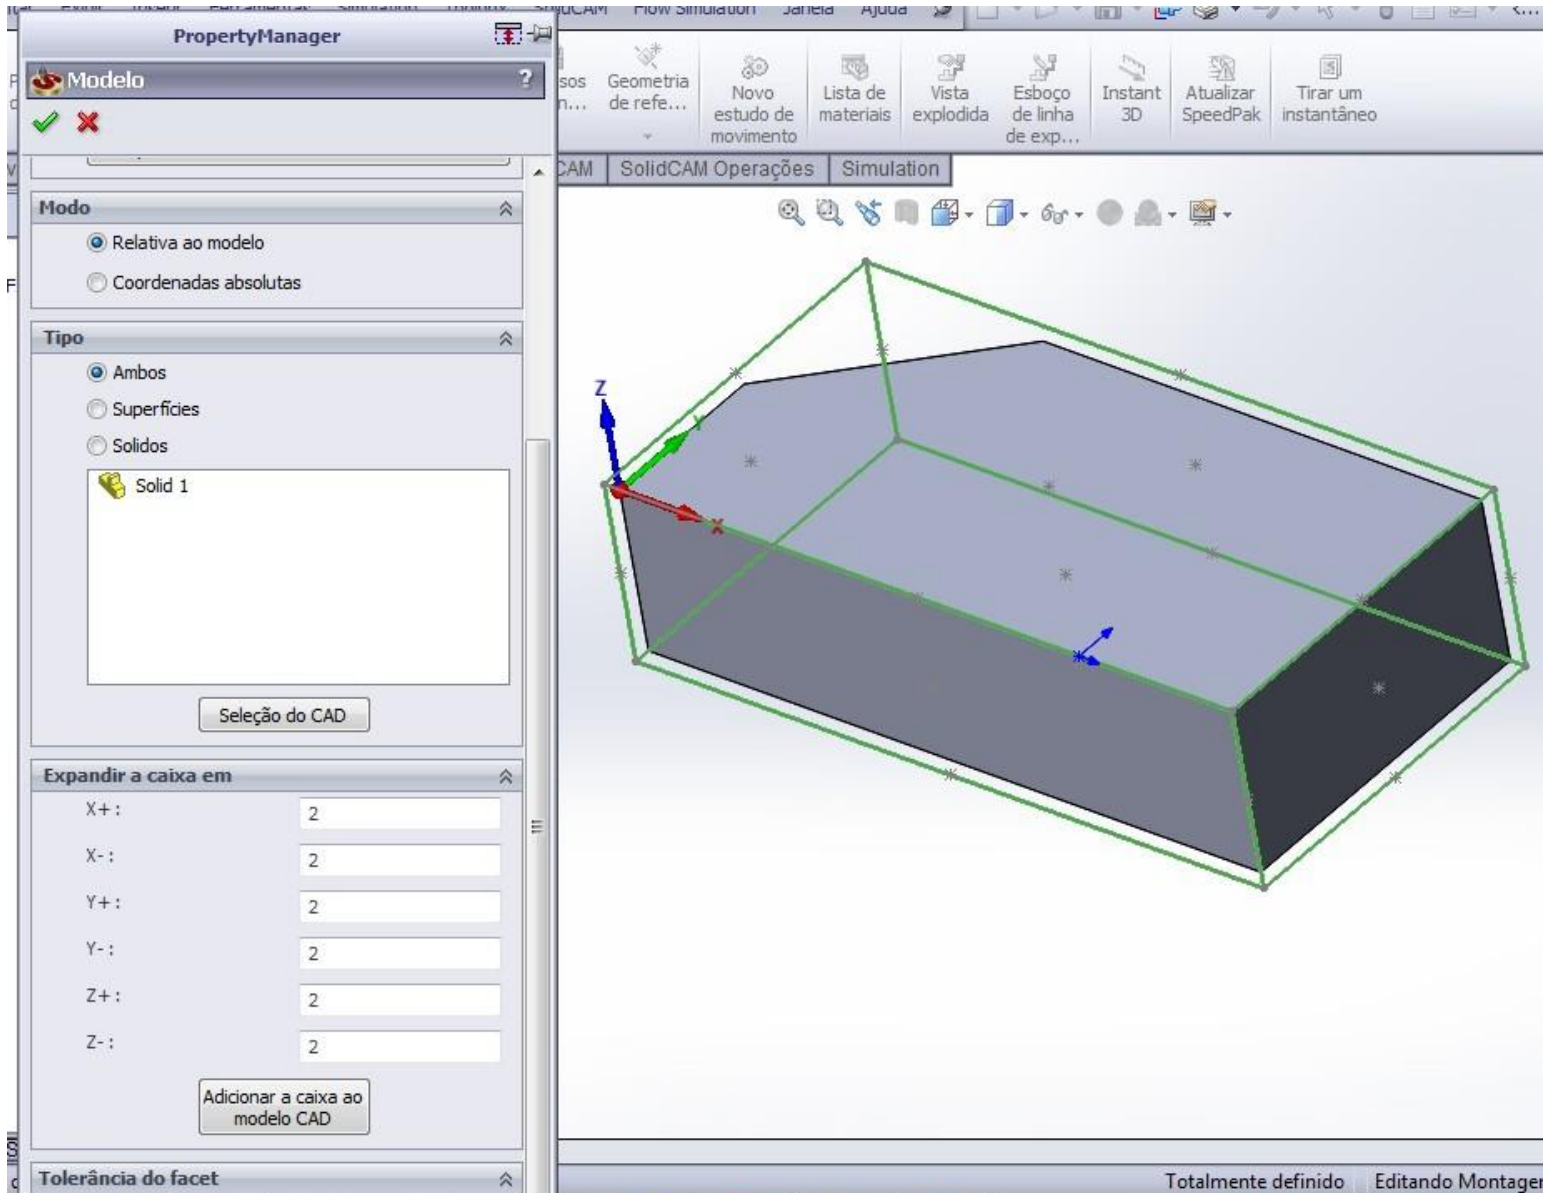 SolidCAM Flow Simulation Janela Ajuda
PropertyManager
Modelo
?
Geometria
de refe...
Novo
estudo de
movimento
Lista de
materiais
Vista
explodida
Esboço
de linha
de exp...
Instant
3D
Atualizar
SpeedPak
Tirar um
instantâneo
CAM
SolidCAM Operações
Simulation
Modo
Relativa ao modelo
Coordenadas absolutas
Tipo
Ambos
Superfícies
Solidos
Solid 1
Seleção do CAD
Expandir a caixa em
X+: 2
X-: 2
Y+: 2
Y-: 2
Z+: 2
Z-: 2
Adicionar a caixa ao
modelo CAD
Tolerância do facet
Z
Y
X
Totalmente definido Editando Montagem